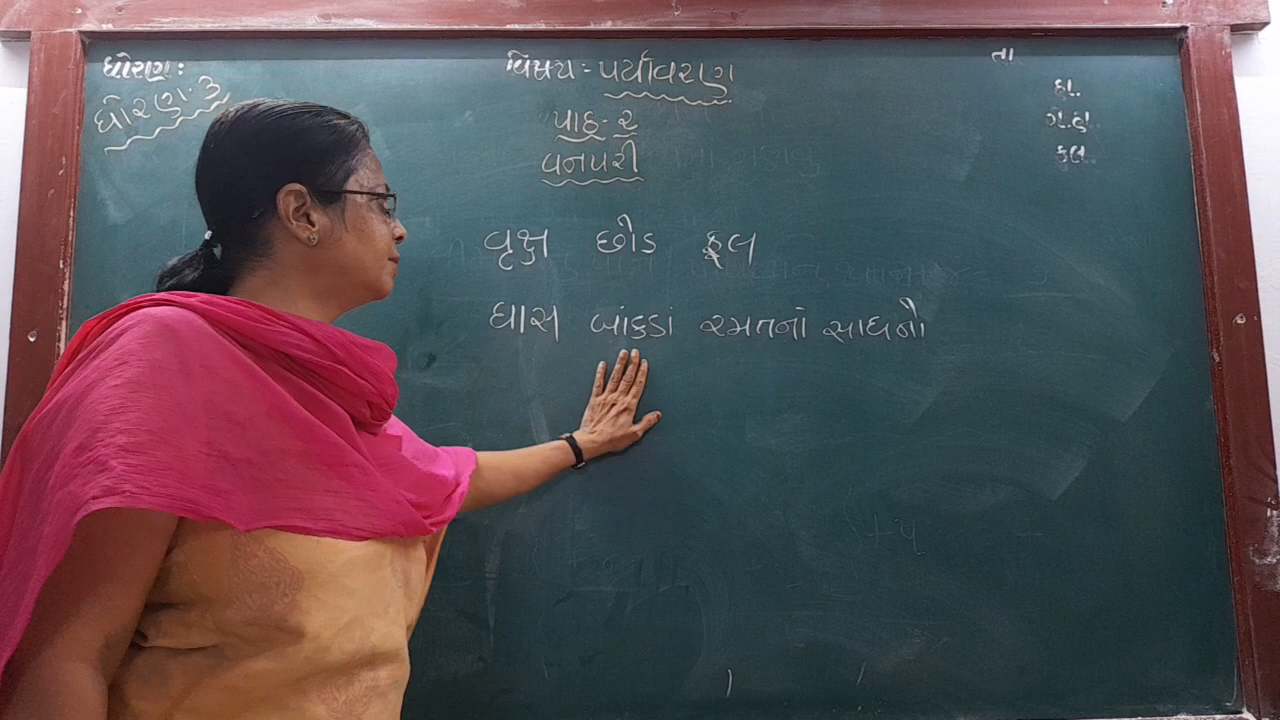 ધોરણ:
ધોરણ-૩
વિષય:- પર્યાવરણ
પાઠ-૨
વનપરી
તા
વૃક્ષ છોડ ફૂલ
ઘાસ બાંકડાં રમતનાં સાધનો